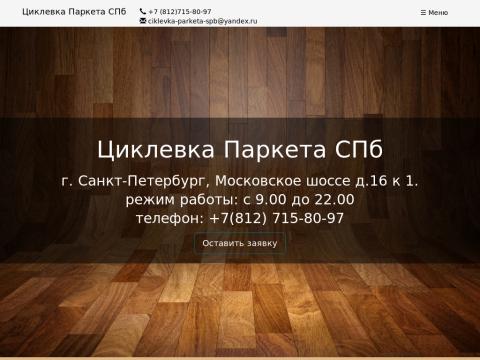 Циклевка Паркета СПб
+7 (812)715-80-97
ciklevka-parketa-spb@yandex.ru
☰ Меню
Циклевка Паркета СПб
г. Санкт-Петербург, Московское шоссе д.16 к 1.
режим работы: с 9.00 до 22.00
телефон: +7(812) 715-80-97
Оставить заявку